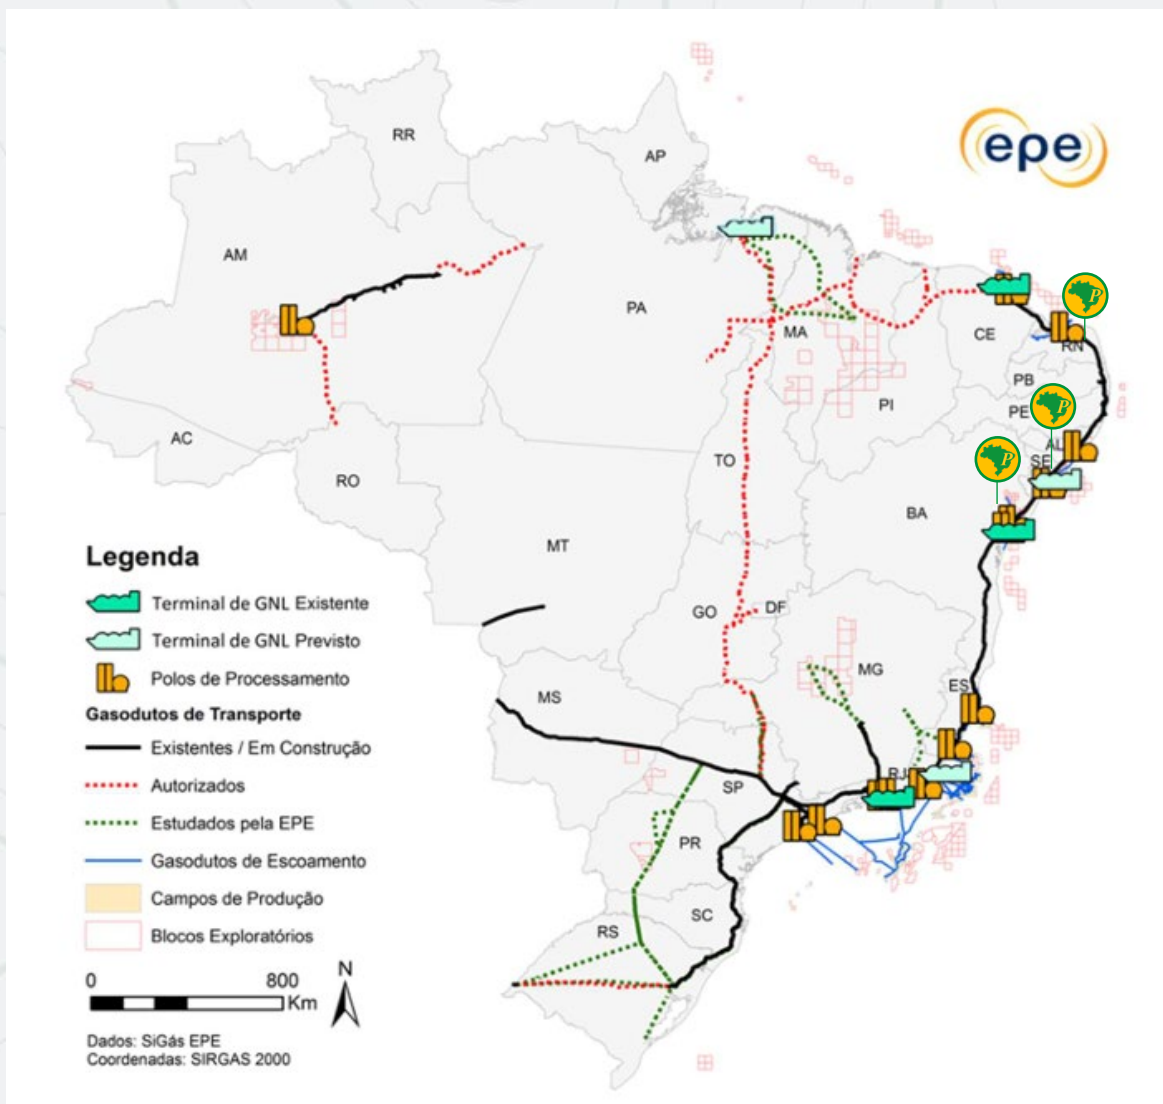 epe
RR
AP
AM
PA
MA
CE
RN
PB
PE
PI
AL
SE
AC
RO
TO
BA
MT
GO
DF
MG
MS
ES
RJ
SP
PR
SC
RS
P
P
P
Legenda
Terminal de GNL Existente
Terminal de GNL Previsto
Polos de Processamento
Gasodutos de Transporte
Existentes / Em Construção
Autorizados
Estudados pela EPE
Gasodutos de Escoamento
Campos de Produção
Blocos Exploratórios
0 800
Km
N
Dados: SiGás EPE
Coordenadas: SIRGAS 2000